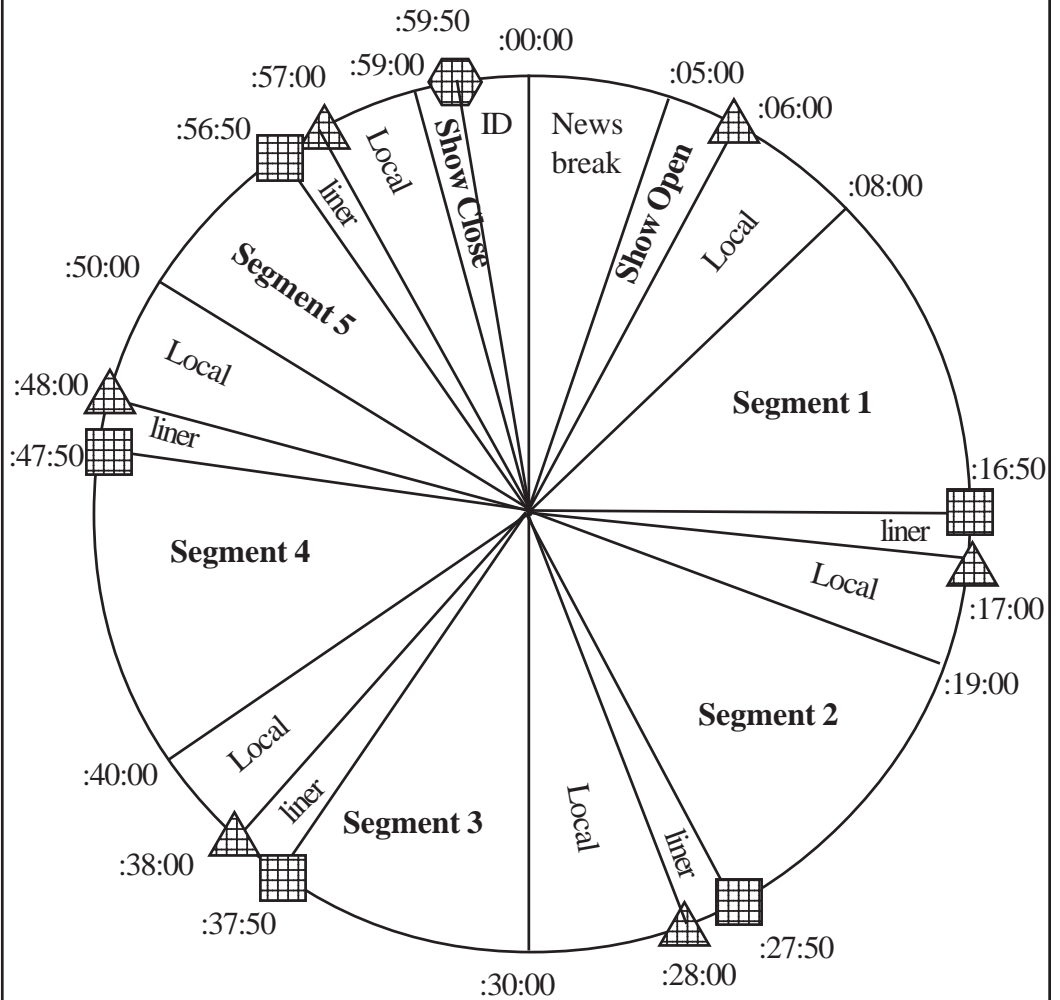 :00:00
News
break
:05:00
Show Open
:06:00
Local
:08:00
Segment 1
:16:50
liner
:17:00
Local
:19:00
Segment 2
:27:50
liner
:28:00
Local
:30:00
Segment 3
:37:50
liner
:38:00
Local
:40:00
Segment 4
:47:50
liner
:48:00
Local
:50:00
Segment 5
:56:50
liner
:57:00
Local
:59:00
Show Close
:59:50
ID